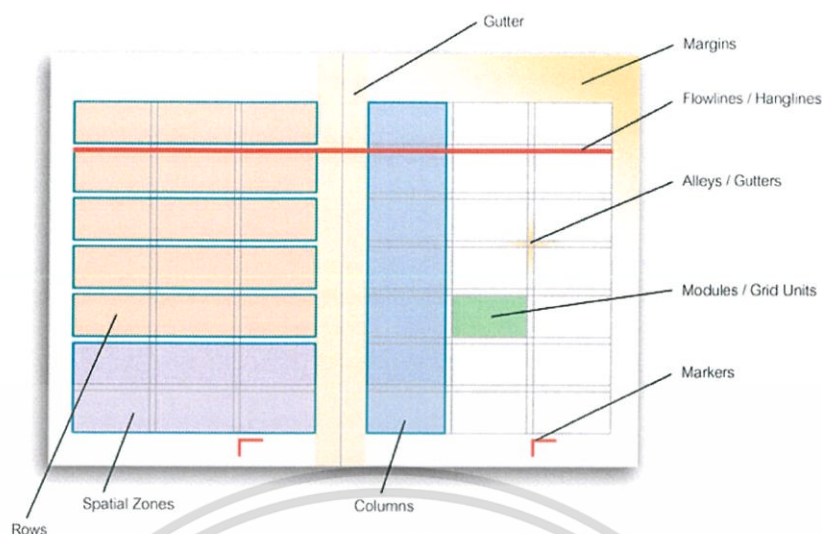 Gutter
Margins
Flowlines / Hanglines
Alleys / Gutters
Modules / Grid Units
Markers
Spatial Zones
Columns
Rows